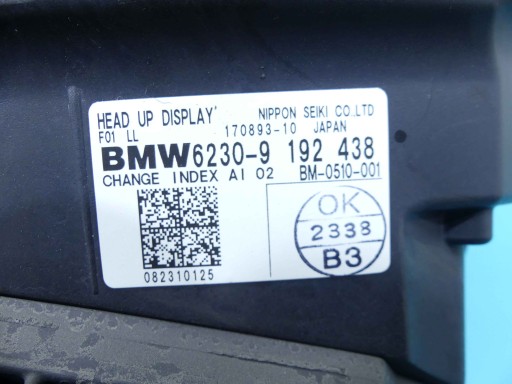 HEAD UP DISPLAY NIPPON SEIKI CO.,LTD
F01 LL 170893-10 JAPAN
BMW 6230-9 192 438
CHANGE INDEX AI 02 BM-0510-001
OK
2338
B3
082310125